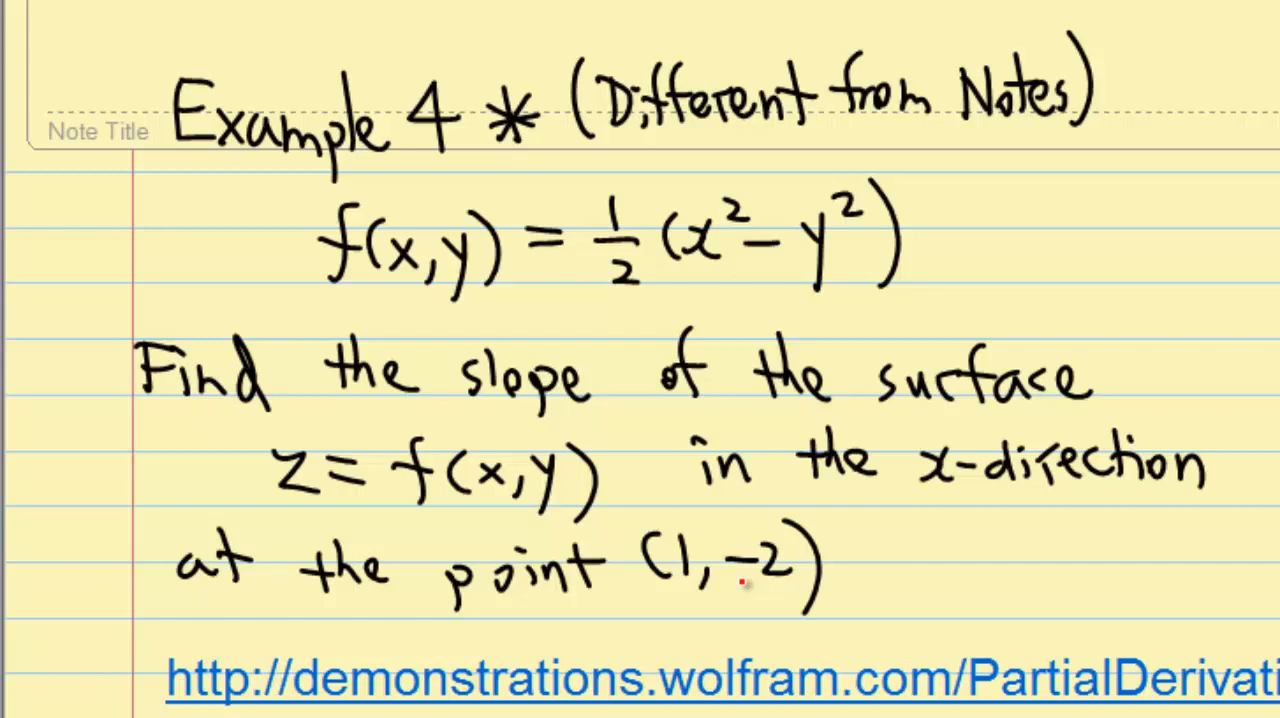 Example 4 * (Different from Notes)
Note Title
f(x,y) = 1/2 (x² - y²)
Find the slope of the surface
z = f(x,y) in the x-direction
at the point (1, -2)
http://demonstrations.wolfram.com/PartialDerivati